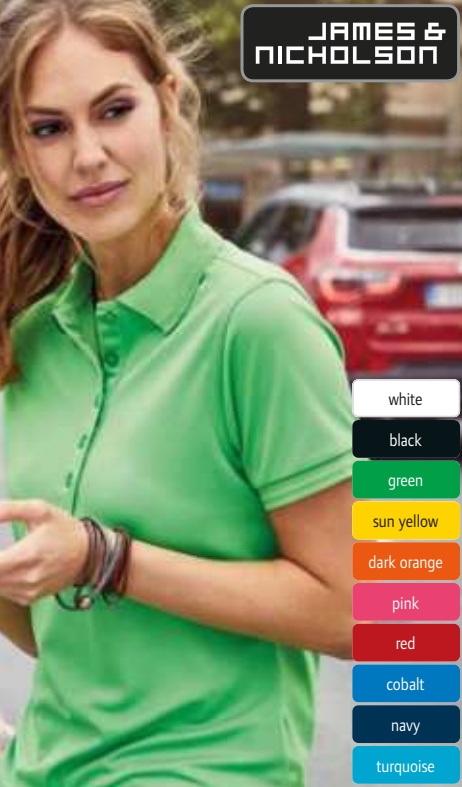 JAMES &
NICHOLSON
white
black
green
sun yellow
dark orange
pink
red
cobalt
navy
turquoise